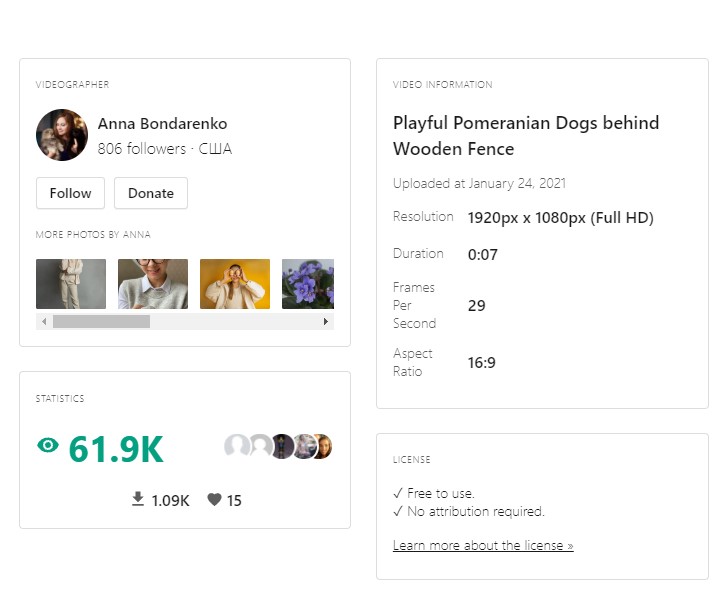 VIDEOGRAPHER
Anna Bondarenko
806 followers · США
Follow
Donate
MORE PHOTOS BY ANNA
STATISTICS
61.9K
1.09K
15
VIDEO INFORMATION
Playful Pomeranian Dogs behind
Wooden Fence
Uploaded at January 24, 2021
Resolution 1920px x 1080px (Full HD)
Duration 0:07
Frames
Per
Second
29
Aspect
Ratio
16:9
LICENSE
✓ Free to use.
✓ No attribution required.
Learn more about the license »